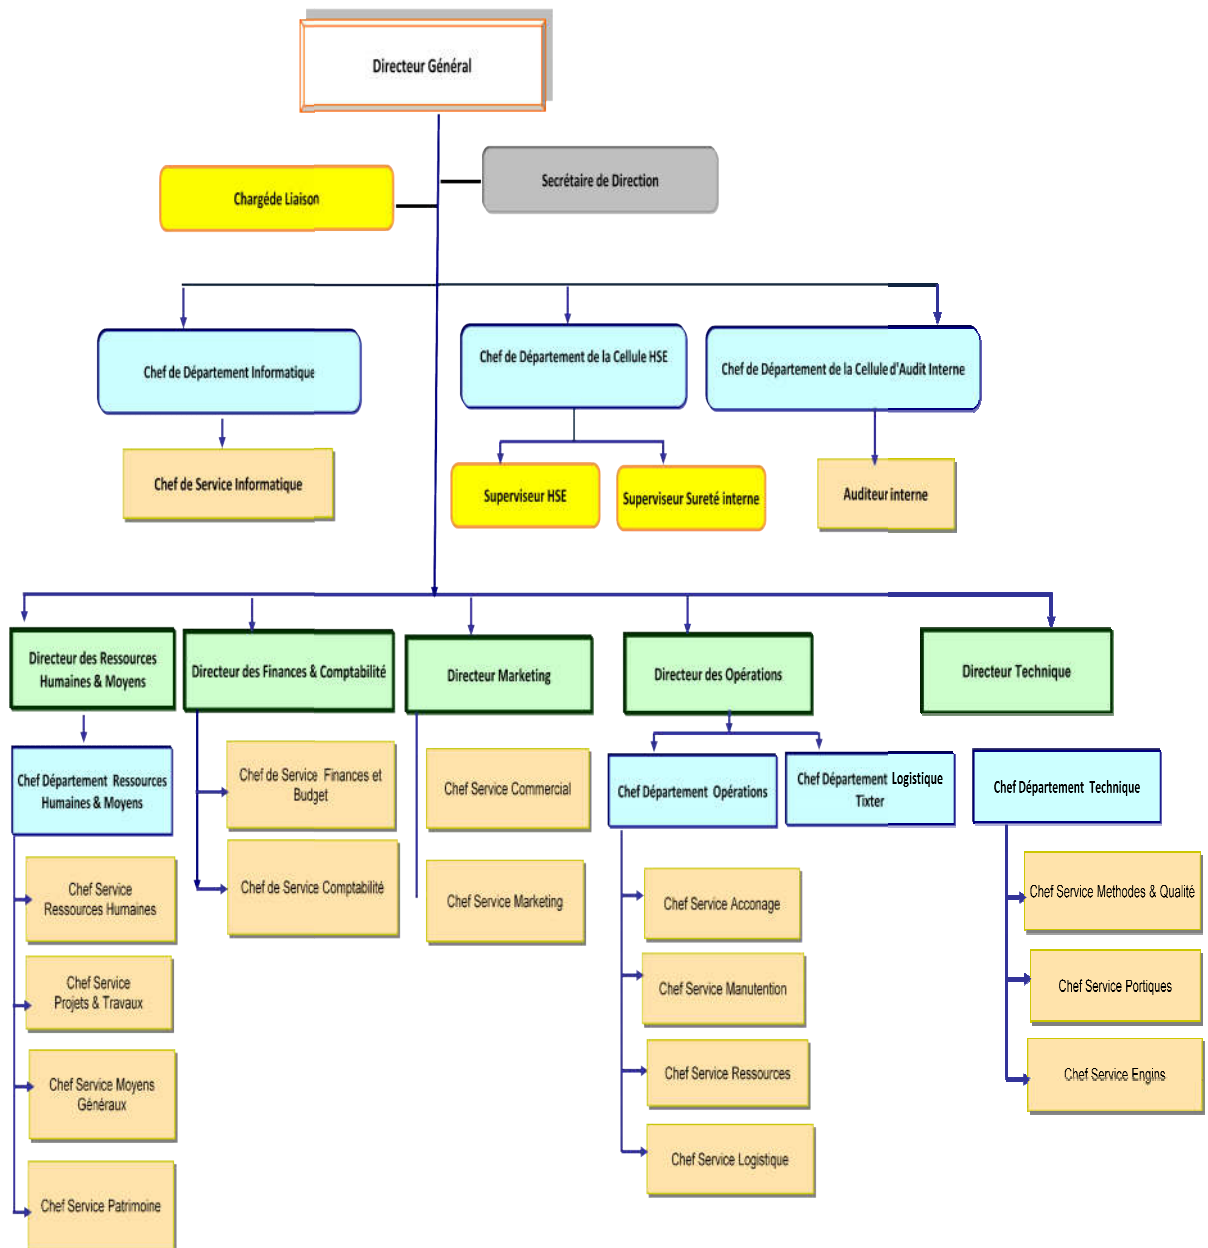 Directeur Général
Secrétaire de Direction
Chargéde Liaison
Chef de Département Informatique
Chef de Département de la Cellule HSE
Chef de Département de la Cellule d'Audit Interne
Chef de Service Informatique
Superviseur HSE
Superviseur Sureté interne
Auditeur interne
Directeur des Ressources
Humaines & Moyens
Directeur des Finances & Comptabilité
Directeur Marketing
Directeur des Opérations
Directeur Technique
Chef Département Ressources
Humaines & Moyens
Chef de Service Finances et
Budget
Chef Service Commercial
Chef Département Opérations
Chef Département Logistique
Tixter
Chef Département Technique
Chef Service
Ressources Humaines
Chef de Service Comptabilité
Chef Service Marketing
Chef Service Acconage
Chef Service Methodes & Qualité
Chef Service
Projets & Travaux
Chef Service Manutention
Chef Service Portiques
Chef Service Moyens
Généraux
Chef Service Ressources
Chef Service Engins
Chef Service Patrimoine
Chef Service Logistique